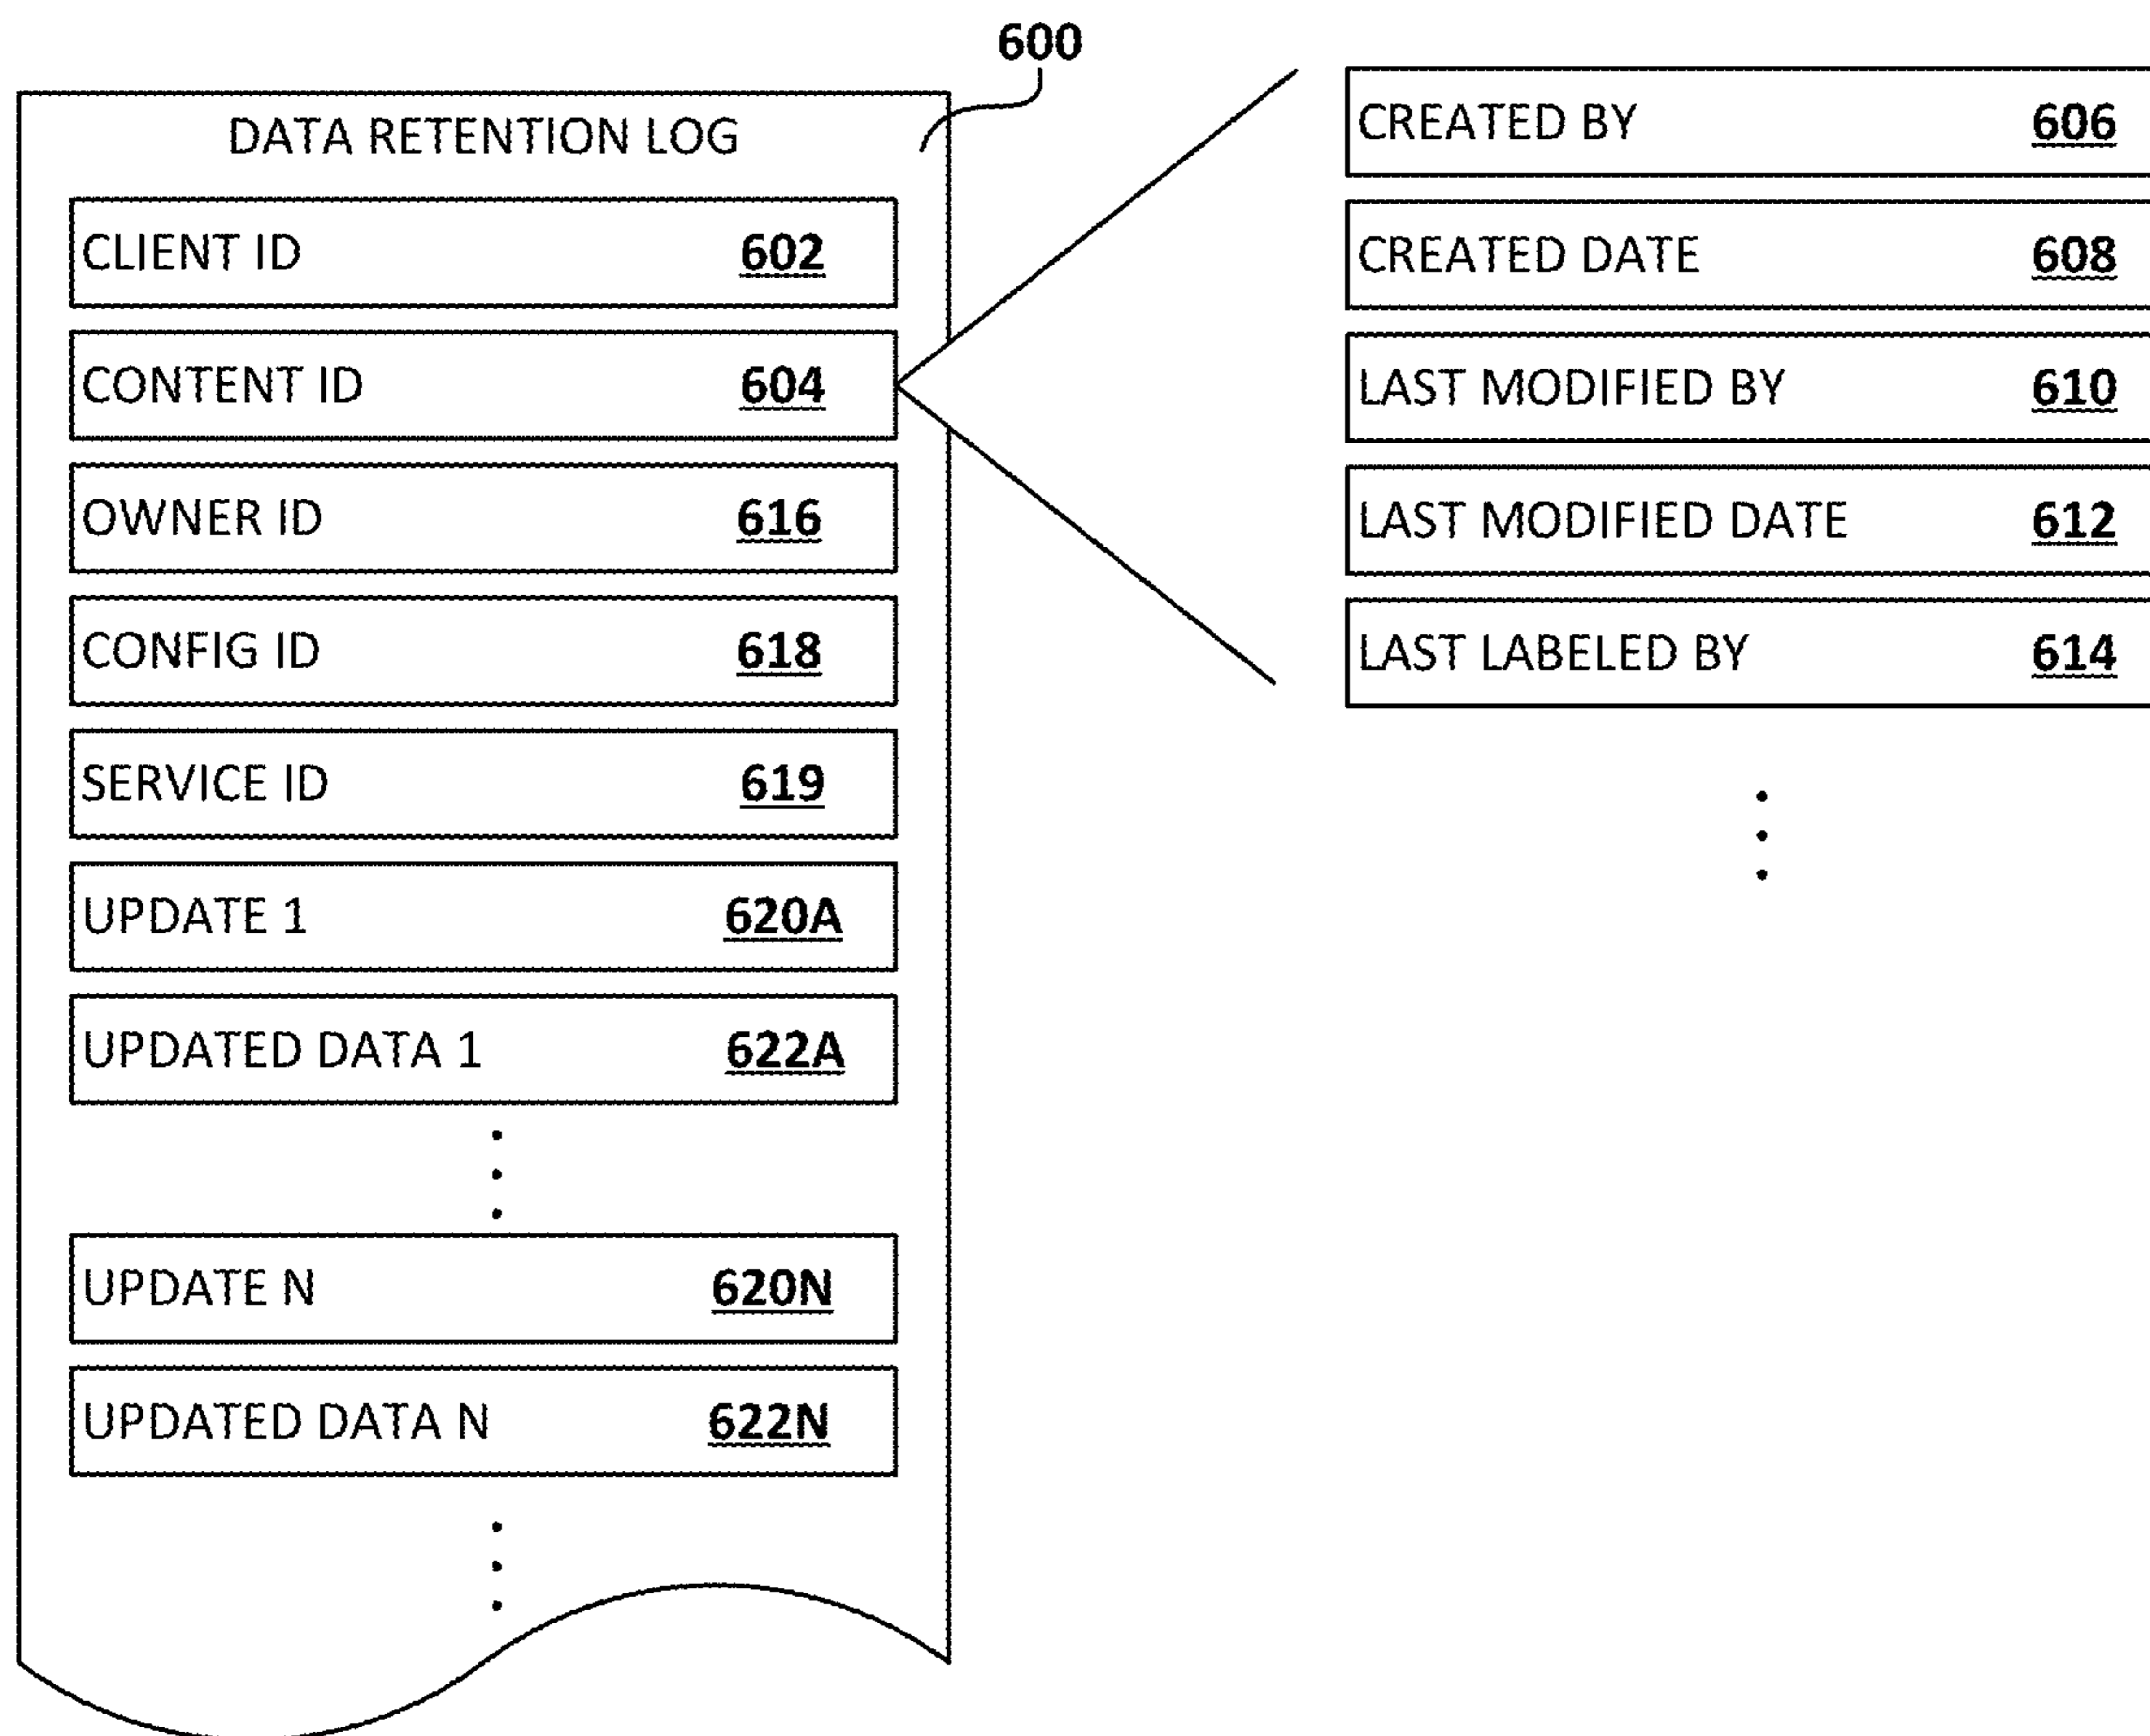 600
DATA RETENTION LOG
CLIENT ID 602
CONTENT ID 604
OWNER ID 616
CONFIG ID 618
SERVICE ID 619
UPDATE 1 620A
UPDATED DATA 1 622A
UPDATE N 620N
UPDATED DATA N 622N
CREATED BY 606
CREATED DATE 608
LAST MODIFIED BY 610
LAST MODIFIED DATE 612
LAST LABELED BY 614